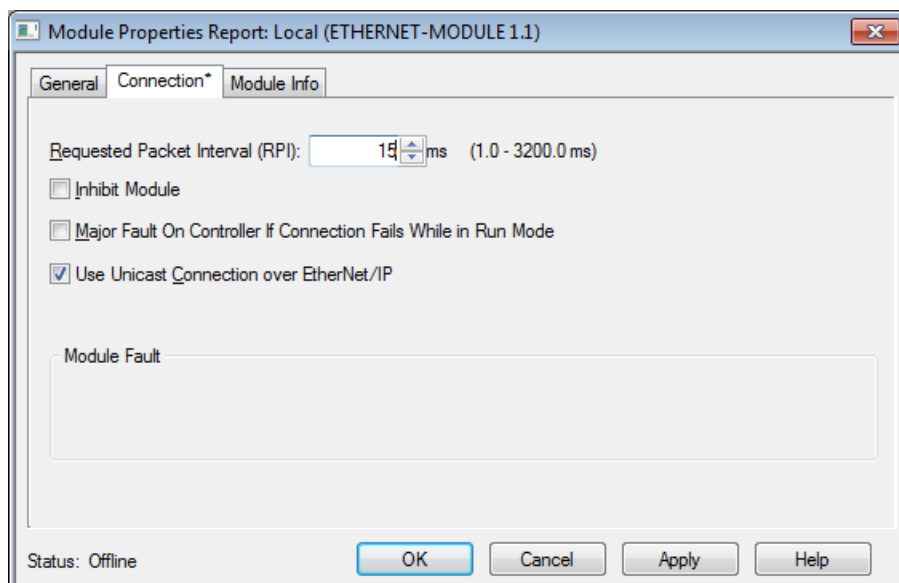 Module Properties Report: Local (ETHERNET-MODULE 1.1)
General Connection* Module Info
Requested Packet Interval (RPI): 15 ms (1.0 - 3200.0 ms)
Inhibit Module
Major Fault On Controller If Connection Fails While in Run Mode
Use Unicast Connection over EtherNet/IP
Module Fault
Status: Offline OK Cancel Apply Help